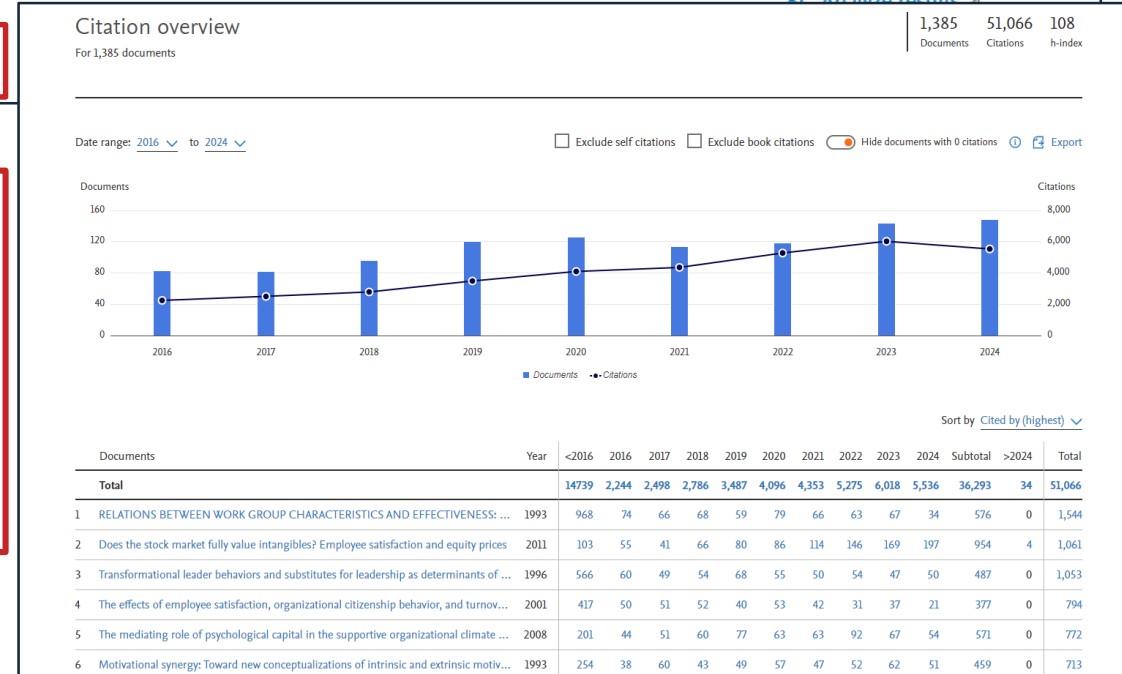 Citation overview
1,385 51,066 108
Documents Citations h-index
For 1,385 documents
Date range: 2016 to 2024 Exclude self citations Exclude book citations Hide documents with 0 citations Export
Documents Citations
160 8,000
120 6,000
80 4,000
40 2,000
0 0
2016 2017 2018 2019 2020 2021 2022 2023 2024
Documents Citations
Sort by Cited by (highest)
Documents Year <2016 2016 2017 2018 2019 2020 2021 2022 2023 2024 Subtotal >2024 Total
Total 14739 2,244 2,498 2,786 3,487 4,096 4,353 5,275 6,018 5,536 36,293 34 51,066
1 RELATIONS BETWEEN WORK GROUP CHARACTERISTICS AND EFFECTIVENESS: ... 1993 968 74 66 68 59 79 66 63 67 34 576 0 1,544
2 Does the stock market fully value intangibles? Employee satisfaction and equity prices 2011 103 55 41 66 80 86 114 146 169 197 954 4 1,061
3 Transformational leader behaviors and substitutes for leadership as determinants of ... 1996 566 60 49 54 68 55 50 54 47 50 487 0 1,053
4 The effects of employee satisfaction, organizational citizenship behavior, and turnov... 2001 417 50 51 52 40 53 42 31 37 21 377 0 794
5 The mediating role of psychological capital in the supportive organizational climate ... 2008 201 44 51 60 77 63 63 92 67 54 571 0 772
6 Motivational synergy: Toward new conceptualizations of intrinsic and extrinsic motiv... 1993 254 38 60 43 49 57 47 52 62 51 459 0 713